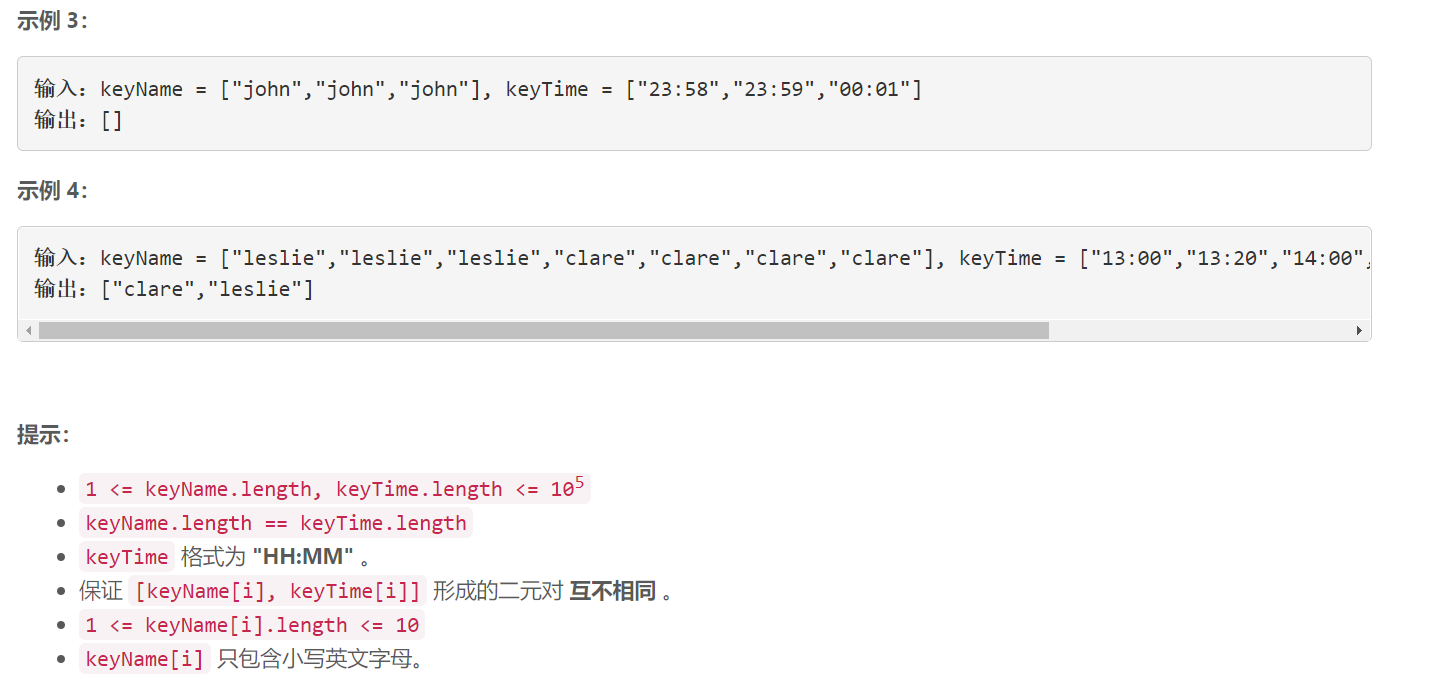 示例 3：
输入：keyName = ["john","john","john"], keyTime = ["23:58","23:59","00:01"]
输出：[]
示例 4：
输入：keyName = ["leslie","leslie","leslie","clare","clare","clare","clare"], keyTime = ["13:00","13:20","14:00",
输出：["clare","leslie"]
提示：
1 <= keyName.length, keyTime.length <= 10⁵
keyName.length == keyTime.length
keyTime 格式为 "HH:MM" 。
保证 [keyName[i], keyTime[i]] 形成的二元对 互不相同 。
1 <= keyName[i].length <= 10
keyName[i] 只包含小写英文字母。